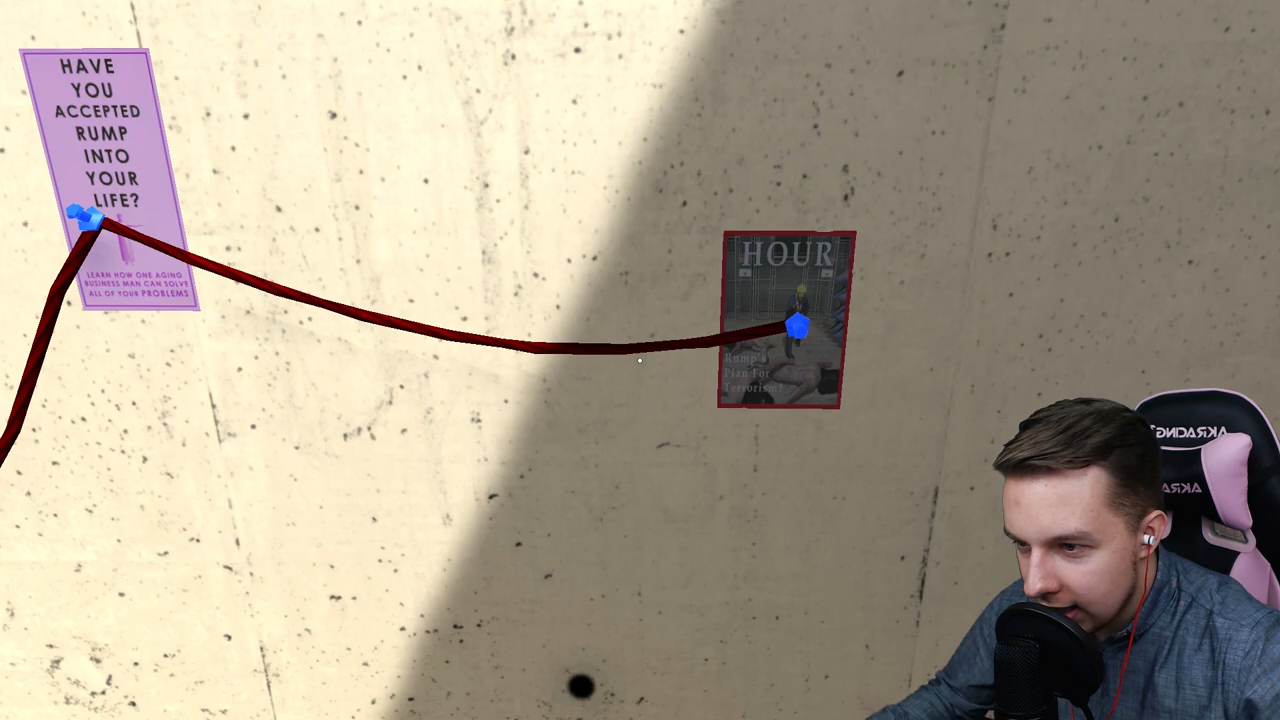 HAVE
YOU
ACCEPTED
RUMP
INTO
YOUR
LIFE?
LEARN HOW ONE AGING
BUSINESS MAN CAN SOLVE
ALL OF YOUR PROBLEMS
HOUR
Rump's
Plan For
Terrorism?
AKRACING
AKRA